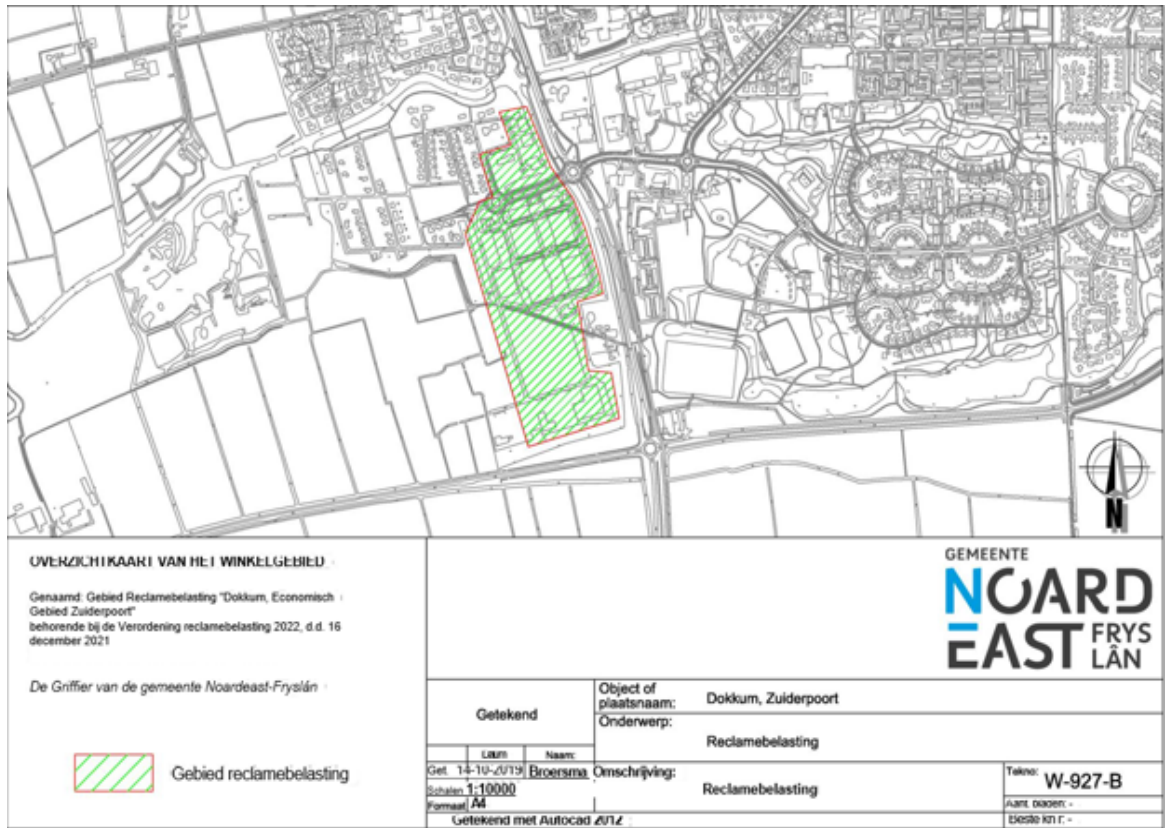 N
OVERZICHTKAART VAN HET WINKELGEBIED
Genaamd: Gebied Reclamebelasting "Dokkum, Economisch
Gebied Zuiderpoort"
behorende bij de Verordening reclamebelasting 2022, d.d. 16
december 2021
De Griffier van de gemeente Noardeast-Fryslân
Gebied reclamebelasting
GEMEENTE
NOARD
EAST FRYS
LÂN
Getekend
Object of
plaatsnaam:
Dokkum, Zuiderpoort
Onderwerp:
Reclamebelasting
Datum Naam:
Get. 14-10-2019 Broersma
Omschrijving:
Reclamebelasting
Schalen 1:10000
Formaat A4
Getekend met Autocad 2012
Tekno: W-927-B
Aant. bladen: -